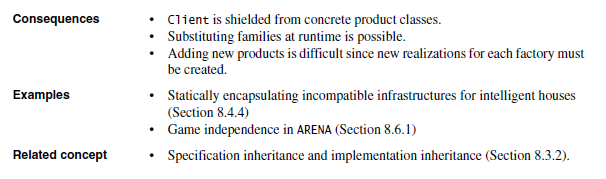 Consequences • Client is shielded from concrete product classes.
• Substituting families at runtime is possible.
• Adding new products is difficult since new realizations for each factory must
be created.
Examples • Statically encapsulating incompatible infrastructures for intelligent houses
(Section 8.4.4)
• Game independence in ARENA (Section 8.6.1)
Related concept • Specification inheritance and implementation inheritance (Section 8.3.2).